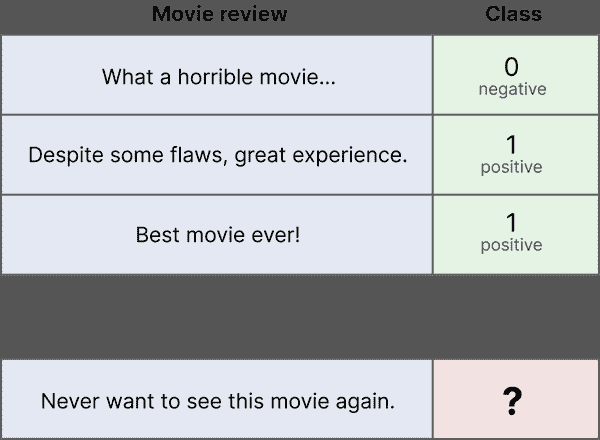 Movie review Class
What a horrible movie... 0
negative
Despite some flaws, great experience. 1
positive
Best movie ever! 1
positive
Never want to see this movie again. ?